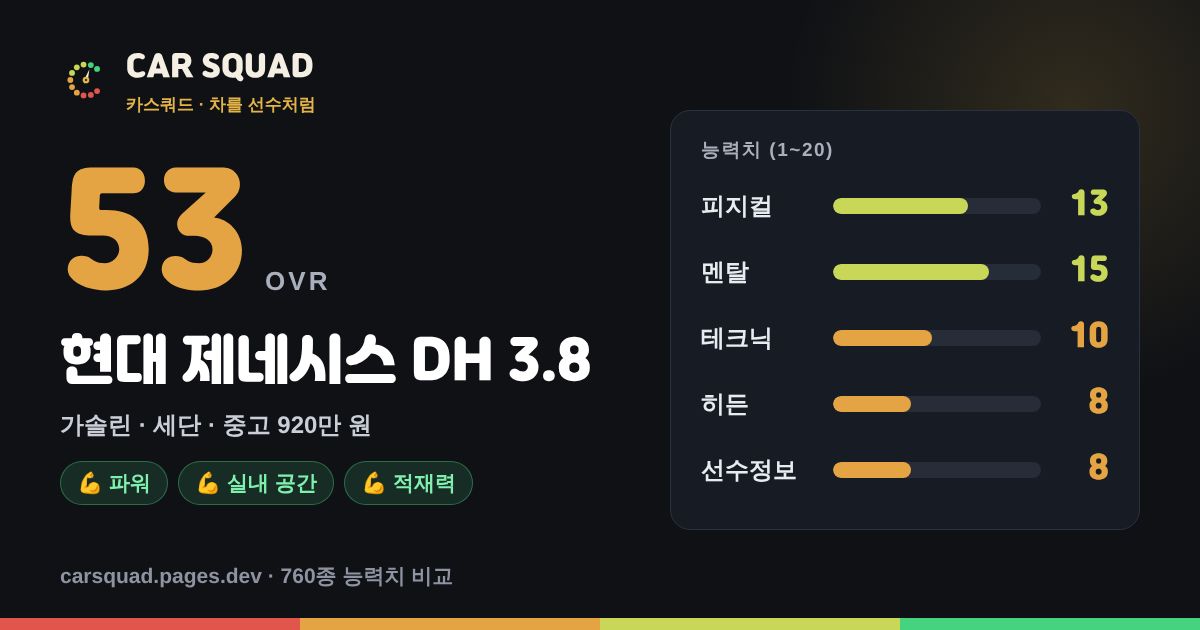 CAR SQUAD
카스쿼드 · 차를 선수처럼
53 OVR
현대 제네시스 DH 3.8
가솔린 · 세단 · 중고 920만 원
💪 파워 💪 실내 공간 💪 적재력
carsquad.pages.dev · 760종 능력치 비교
능력치 (1~20)
피지컬 13
멘탈 15
테크닉 10
히든 8
선수정보 8